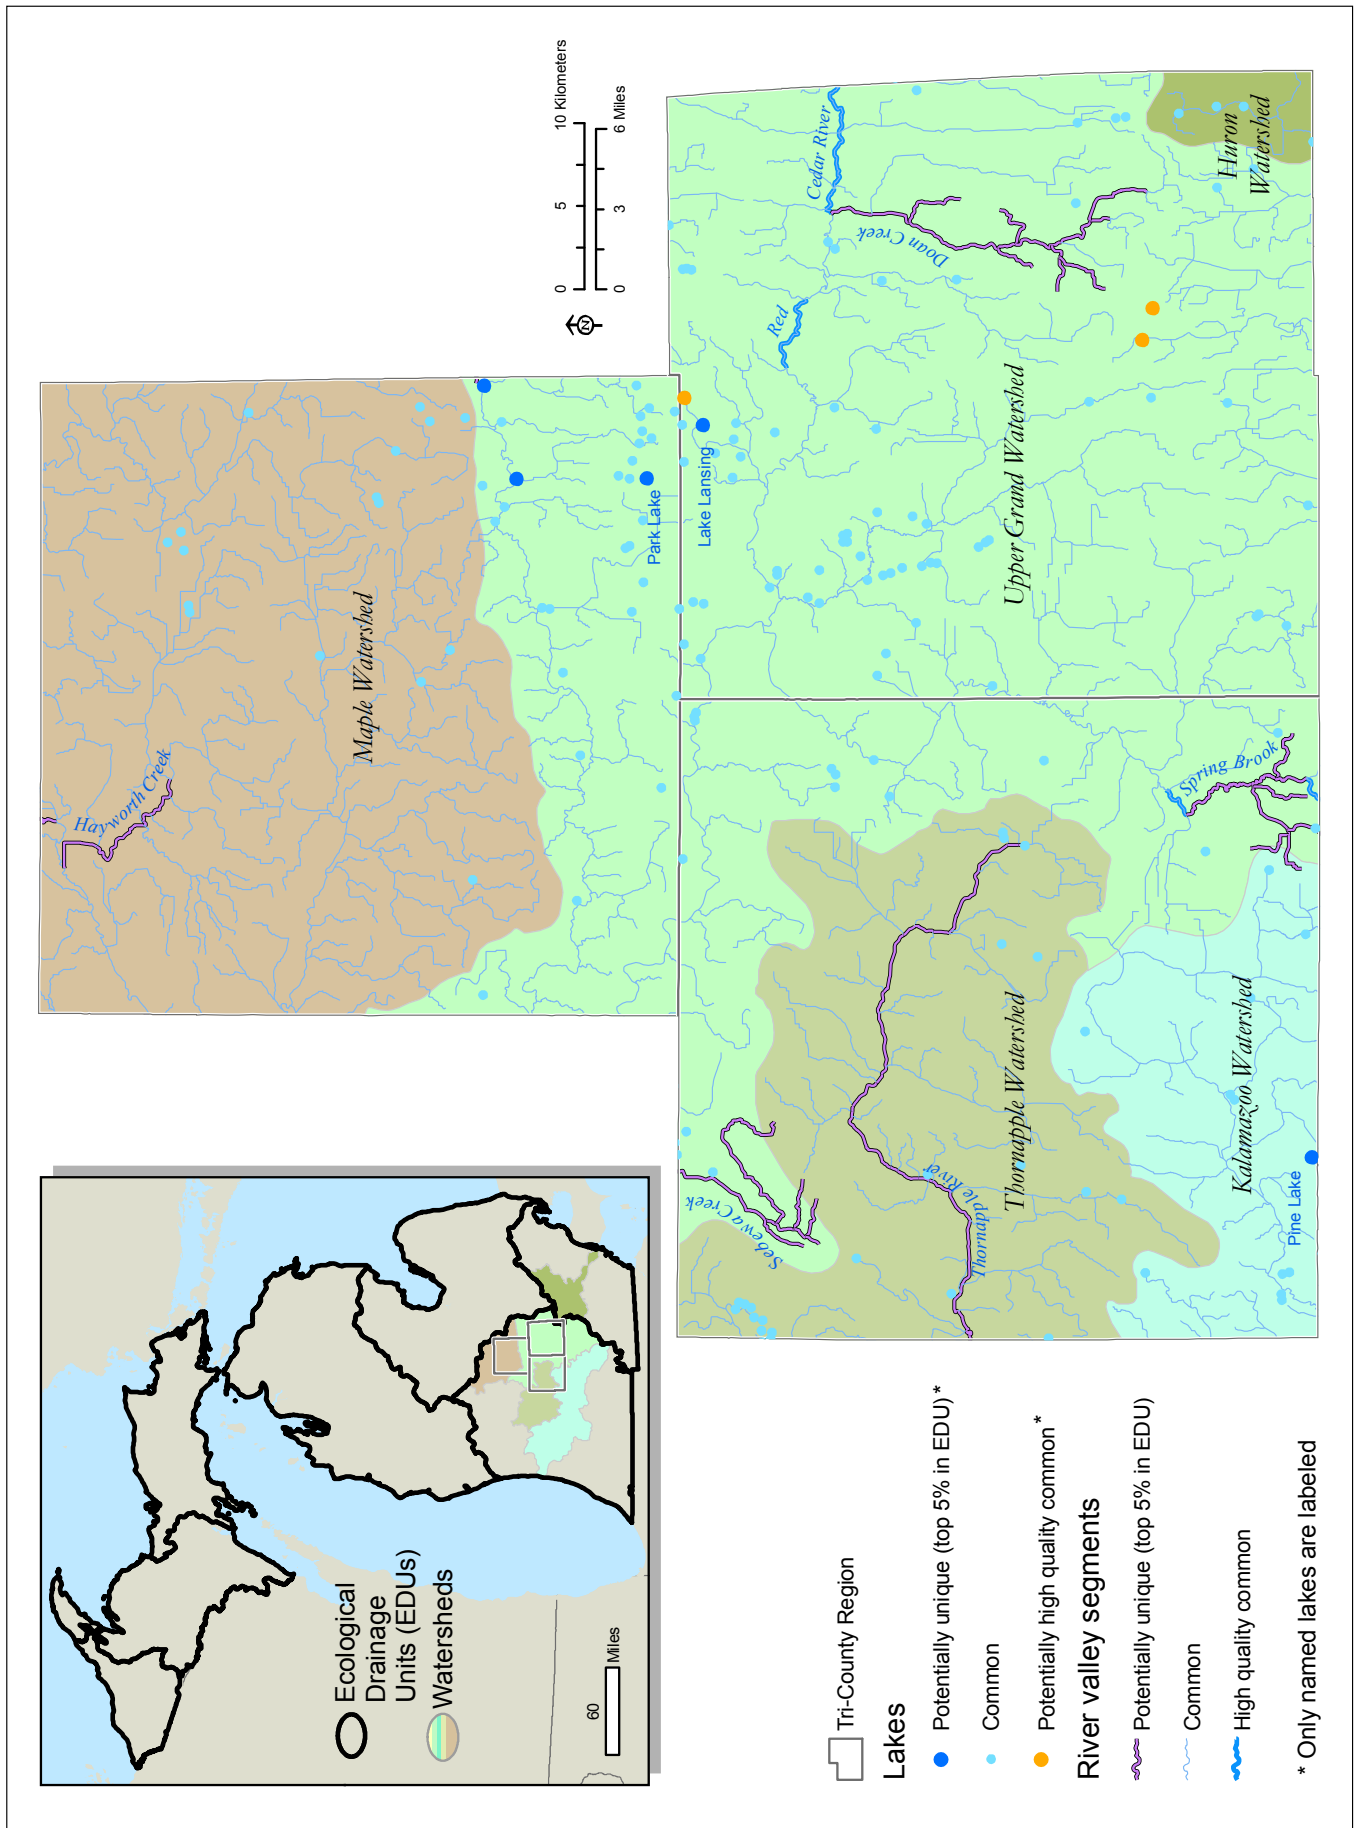 Ecological
Drainage
Units (EDUs)
Watersheds
60
Miles
Tri-County Region
Lakes
Potentially unique (top 5% in EDU) *
Common
Potentially high quality common *
River valley segments
Potentially unique (top 5% in EDU)
Common
High quality common
* Only named lakes are labeled
Hayworth Creek
Maple Watershed
Park Lake
Lake Lansing
0 5 10 Kilometers
0 3 6 Miles
N
Red
Cedar River
Doan Creek
Upper Grand Watershed
Huron
Watershed
Sebewa Creek
Thornapple River
Thornapple Watershed
Spring Brook
Kalamazoo Watershed
Pine Lake